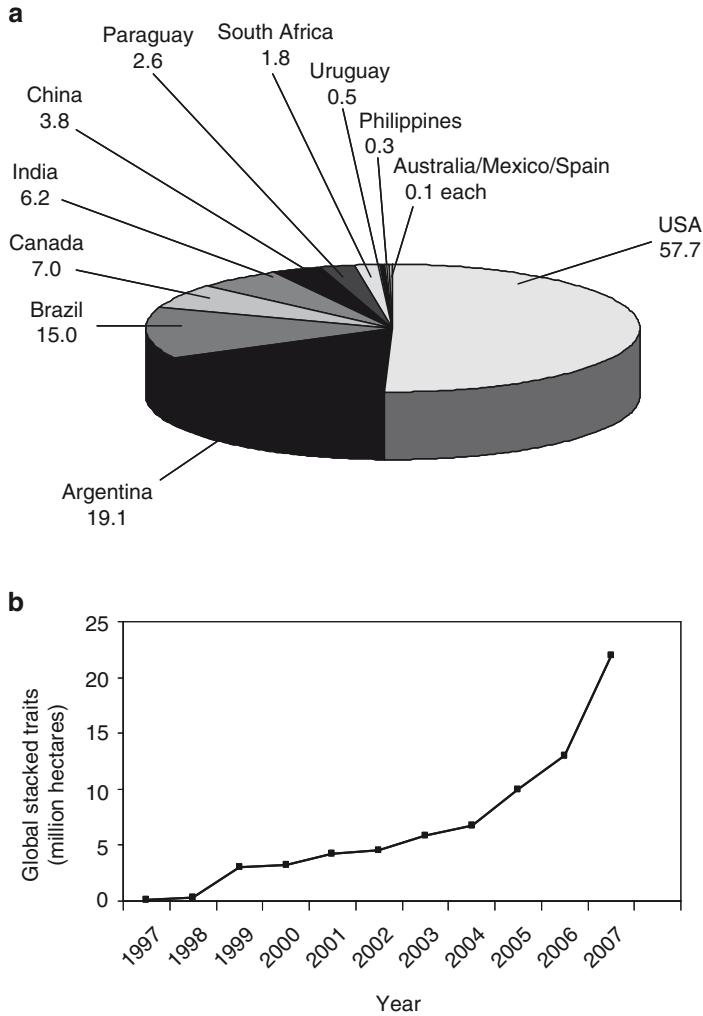 a
Paraguay
2.6
South Africa
1.8
Uruguay
0.5
Philippines
0.3
Australia/Mexico/Spain
0.1 each
China
3.8
India
6.2
Canada
7.0
Brazil
15.0
USA
57.7
Argentina
19.1
b
Global stacked traits
(million hectares)
25
20
15
10
5
0
1997
1998
1999
2000
2001
2002
2003
2004
2005
2006
2007
Year